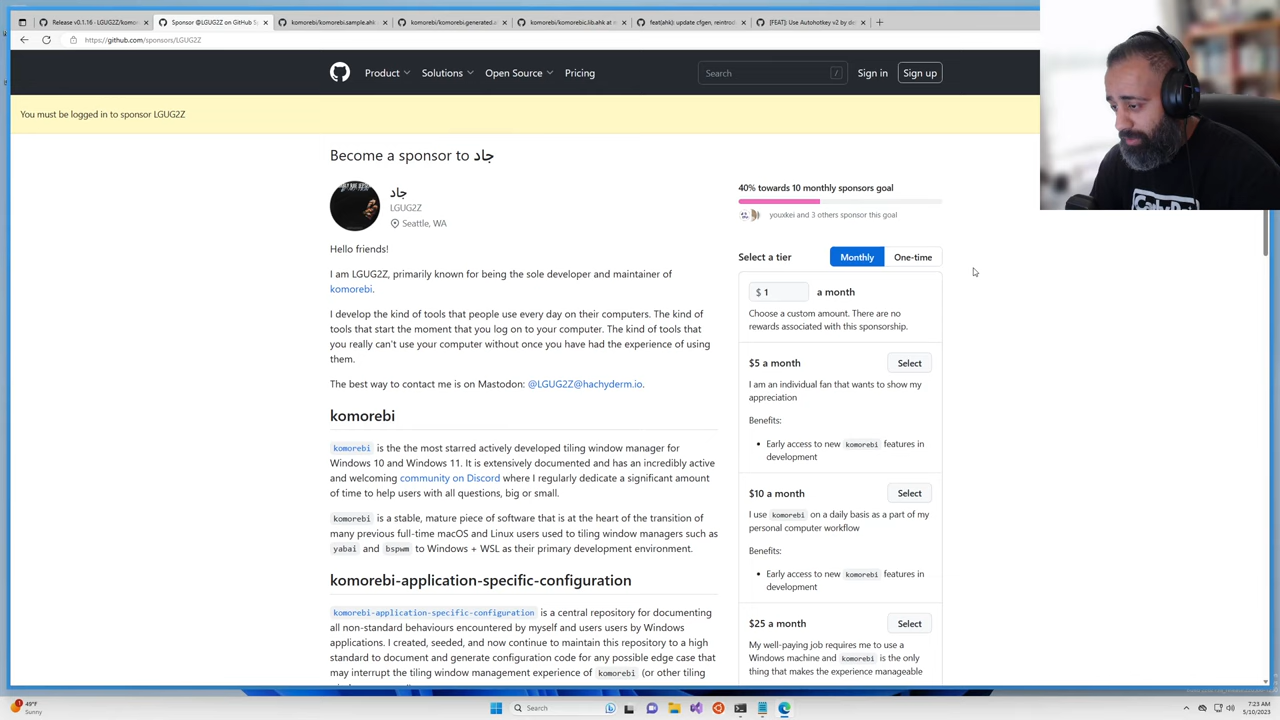 Release v0.1.16 · LGUG2Z/komo
Sponsor @LGUG2Z on GitHub Sp
komorebi/komorebi.sample.ahk
komorebi/komorebi.generated.a
komorebi/komorebic.lib.ahk at m
feat(ahk): update cfgen, reintrod
[FEAT]: Use Autohotkey v2 by de
https://github.com/sponsors/LGUG2Z
Product
Solutions
Open Source
Pricing
Search
/
Sign in
Sign up
You must be logged in to sponsor LGUG2Z
Become a sponsor to جاد
جاد
LGUG2Z
Seattle, WA
Hello friends!
I am LGUG2Z, primarily known for being the sole developer and maintainer of
komorebi.
I develop the kind of tools that people use every day on their computers. The kind of
tools that start the moment that you log on to your computer. The kind of tools that
you really can't use your computer without once you have had the experience of using
them.
The best way to contact me is on Mastodon: @LGUG2Z@hachyderm.io.
komorebi
komorebi is the the most starred actively developed tiling window manager for
Windows 10 and Windows 11. It is extensively documented and has an incredibly active
and welcoming community on Discord where I regularly dedicate a significant amount
of time to help users with all questions, big or small.
komorebi is a stable, mature piece of software that is at the heart of the transition of
many previous full-time macOS and Linux users used to tiling window managers such as
yabai and bspwm to Windows + WSL as their primary development environment.
komorebi-application-specific-configuration
komorebi-application-specific-configuration is a central repository for documenting
all non-standard behaviours encountered by myself and users users by Windows
applications. I created, seeded, and now continue to maintain this repository to a high
standard to document and generate configuration code for any possible edge case that
may interrupt the tiling window management experience of komorebi (or other tiling
40% towards 10 monthly sponsors goal
youxkei and 3 others sponsor this goal
Select a tier
Monthly
One-time
$ 1
a month
Choose a custom amount. There are no
rewards associated with this sponsorship.
$5 a month
Select
I am an individual fan that wants to show my
appreciation
Benefits:
• Early access to new komorebi features in
development
$10 a month
Select
I use komorebi on a daily basis as a part of my
personal computer workflow
Benefits:
• Early access to new komorebi features in
development
$25 a month
Select
My well-paying job requires me to use a
Windows machine and komorebi is the only
thing that makes the experience manageable
49°F
Sunny
Search
7:23 AM
5/10/2023